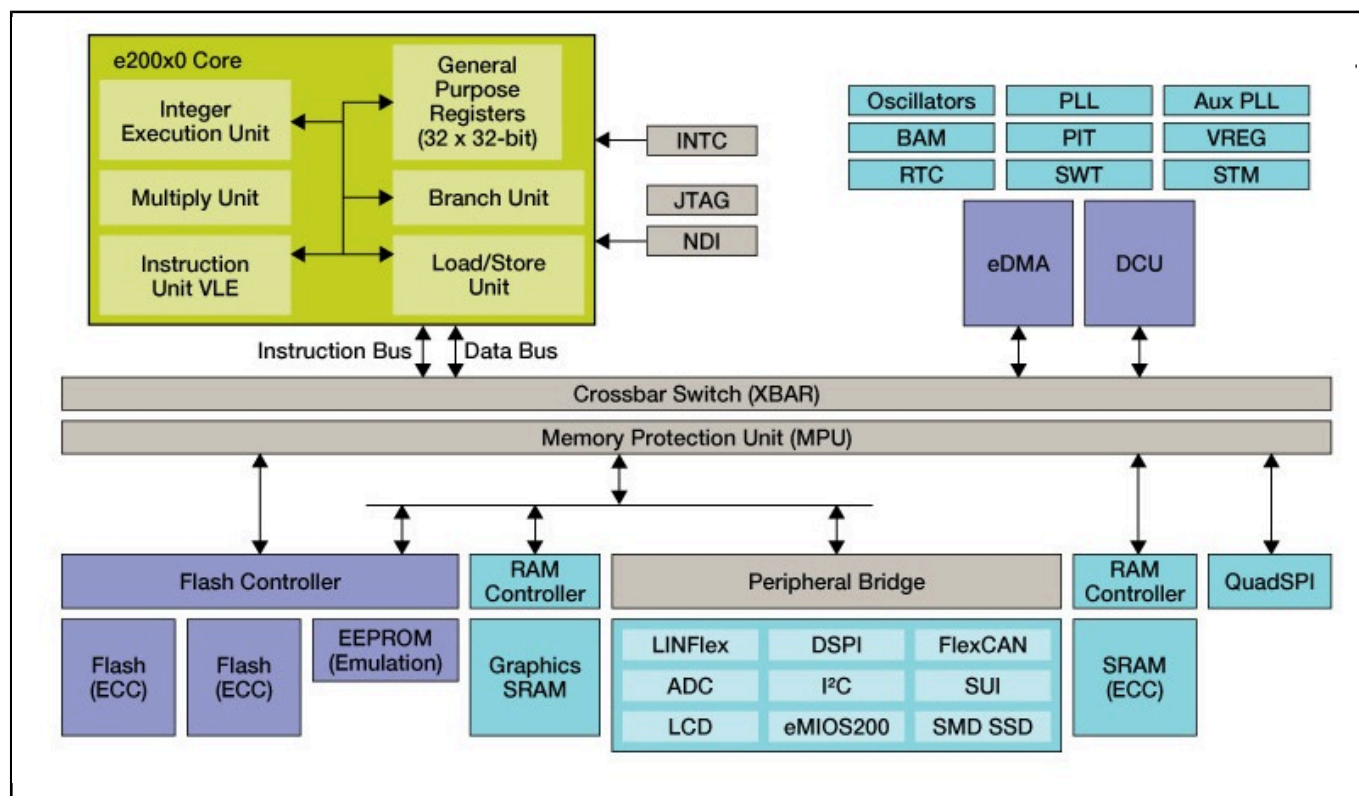 e200x0 Core
Integer
Execution Unit
General
Purpose
Registers
(32 x 32-bit)
Multiply Unit
Branch Unit
Instruction
Unit VLE
Load/Store
Unit
INTC
JTAG
NDI
Oscillators
PLL
Aux PLL
BAM
PIT
VREG
RTC
SWT
STM
eDMA
DCU
Instruction Bus
Data Bus
Crossbar Switch (XBAR)
Memory Protection Unit (MPU)
Flash Controller
RAM
Controller
Peripheral Bridge
RAM
Controller
QuadSPI
Flash
(ECC)
Flash
(ECC)
EEPROM
(Emulation)
Graphics
SRAM
LINFlex
DSPI
FlexCAN
ADC
I²C
SUI
LCD
eMIOS200
SMD SSD
SRAM
(ECC)